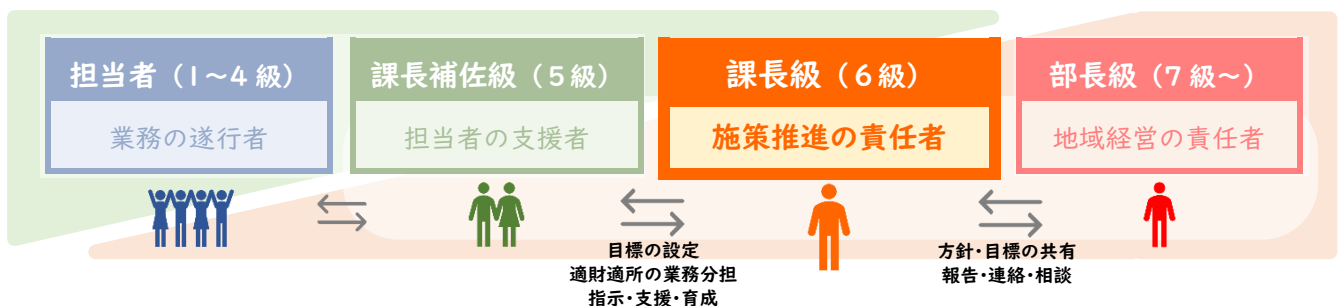 担当者（1～4級）
業務の遂行者
課長補佐級（5級）
担当者の支援者
課長級（6級）
施策推進の責任者
部長級（7級～）
地域経営の責任者
目標の設定
適財適所の業務分担
指示・支援・育成
方針・目標の共有
報告・連絡・相談